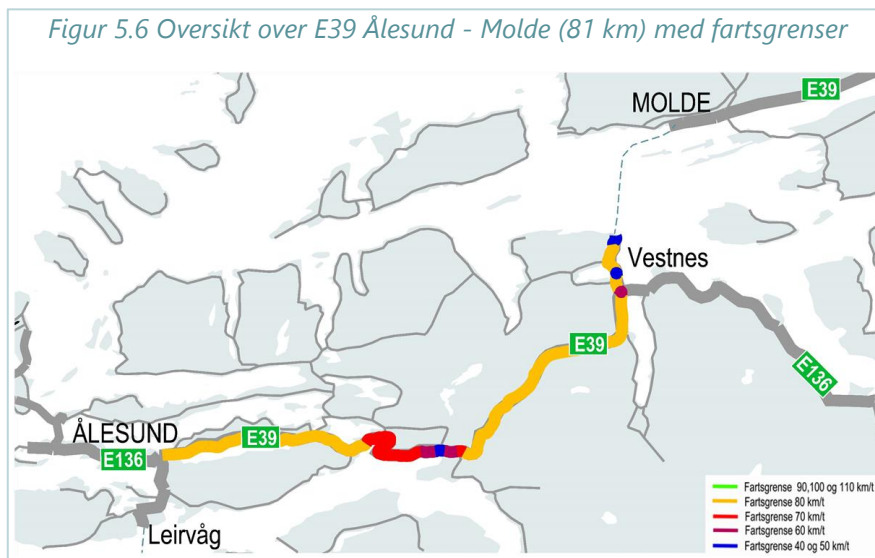 Figur 5.6 Oversikt over E39 Ålesund - Molde (81 km) med fartsgrenser
E39
MOLDE
Vestnes
E39
E136
ÅLESUND
E39
E136
Leirvåg
Fartsgrense 90,100 og 110 km/t
Fartsgrense 80 km/t
Fartsgrense 70 km/t
Fartsgrense 60 km/t
Fartsgrense 40 og 50 km/t